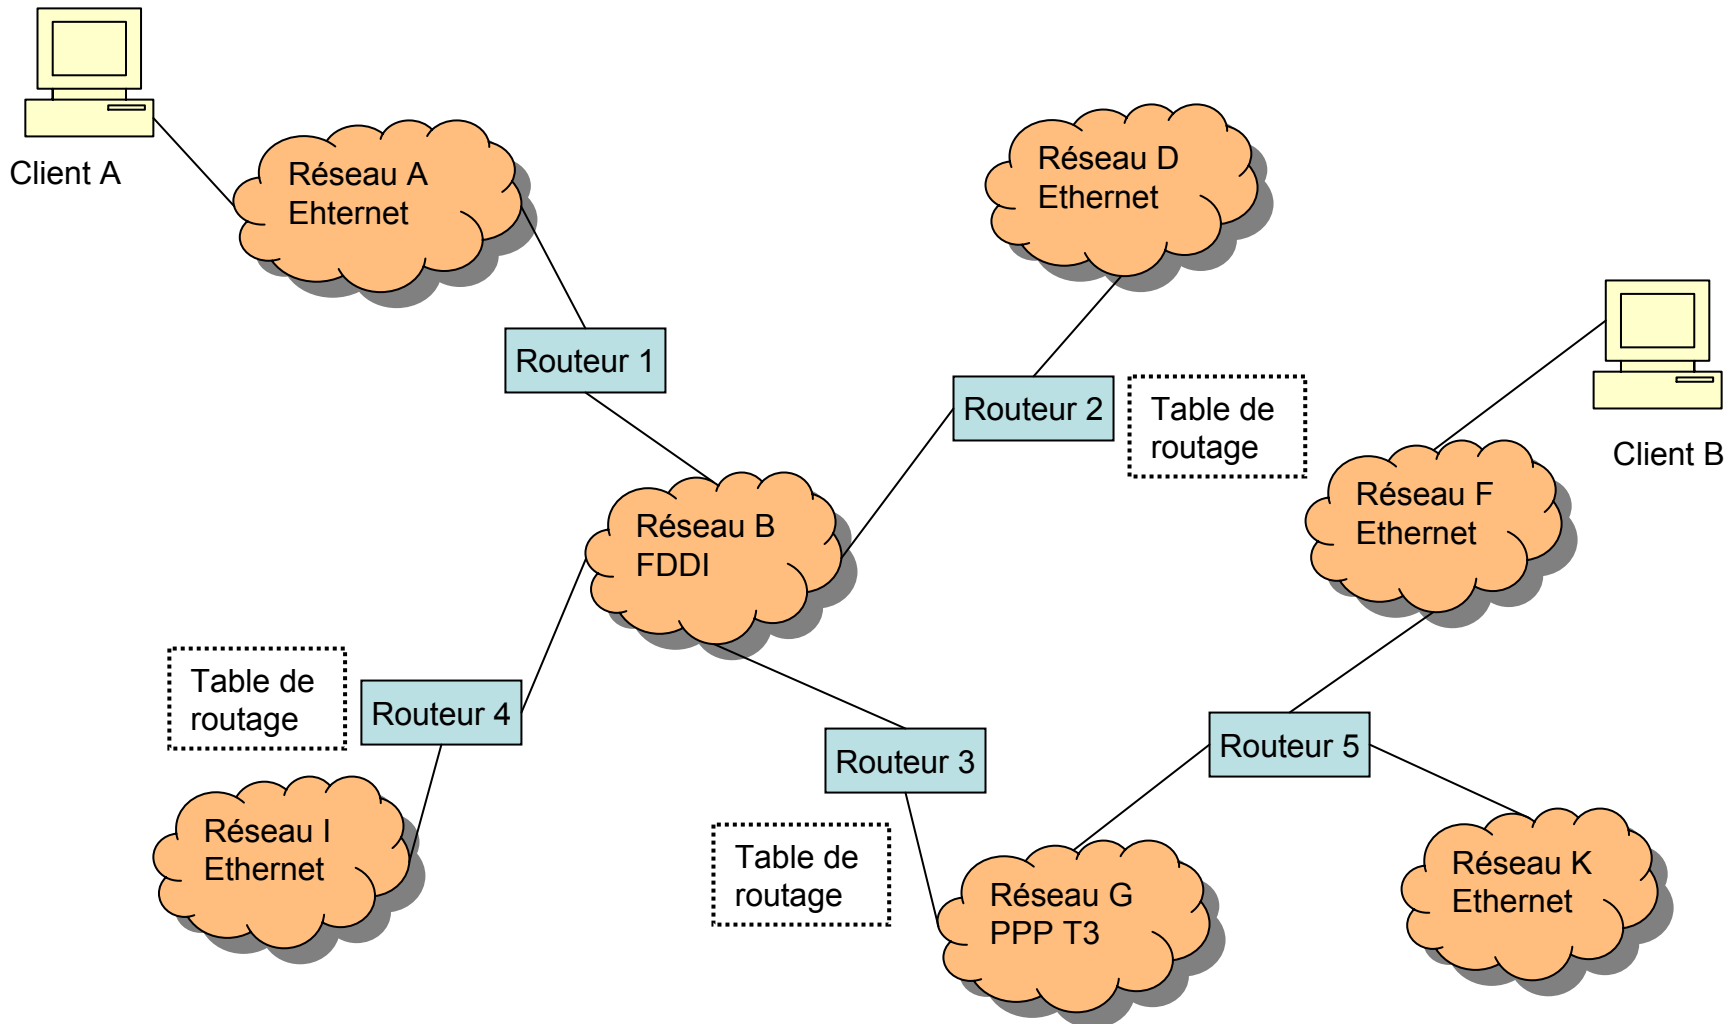 Client A
Réseau A
Ehternet
Réseau D
Ethernet
Routeur 1
Routeur 2
Table de
routage
Client B
Réseau F
Ethernet
Réseau B
FDDI
Table de
routage
Routeur 4
Routeur 3
Routeur 5
Réseau I
Ethernet
Table de
routage
Réseau G
PPP T3
Réseau K
Ethernet